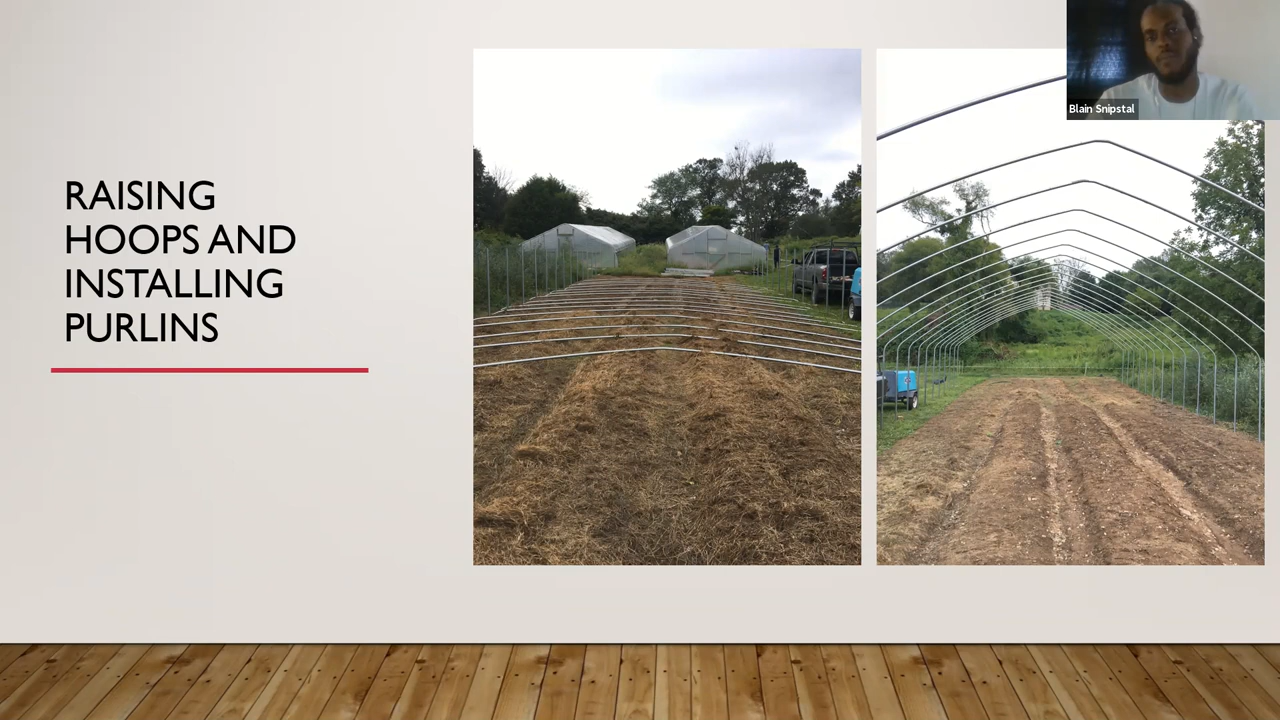 RAISING
HOOPS AND
INSTALLING
PURLINS
Blain Snipstal